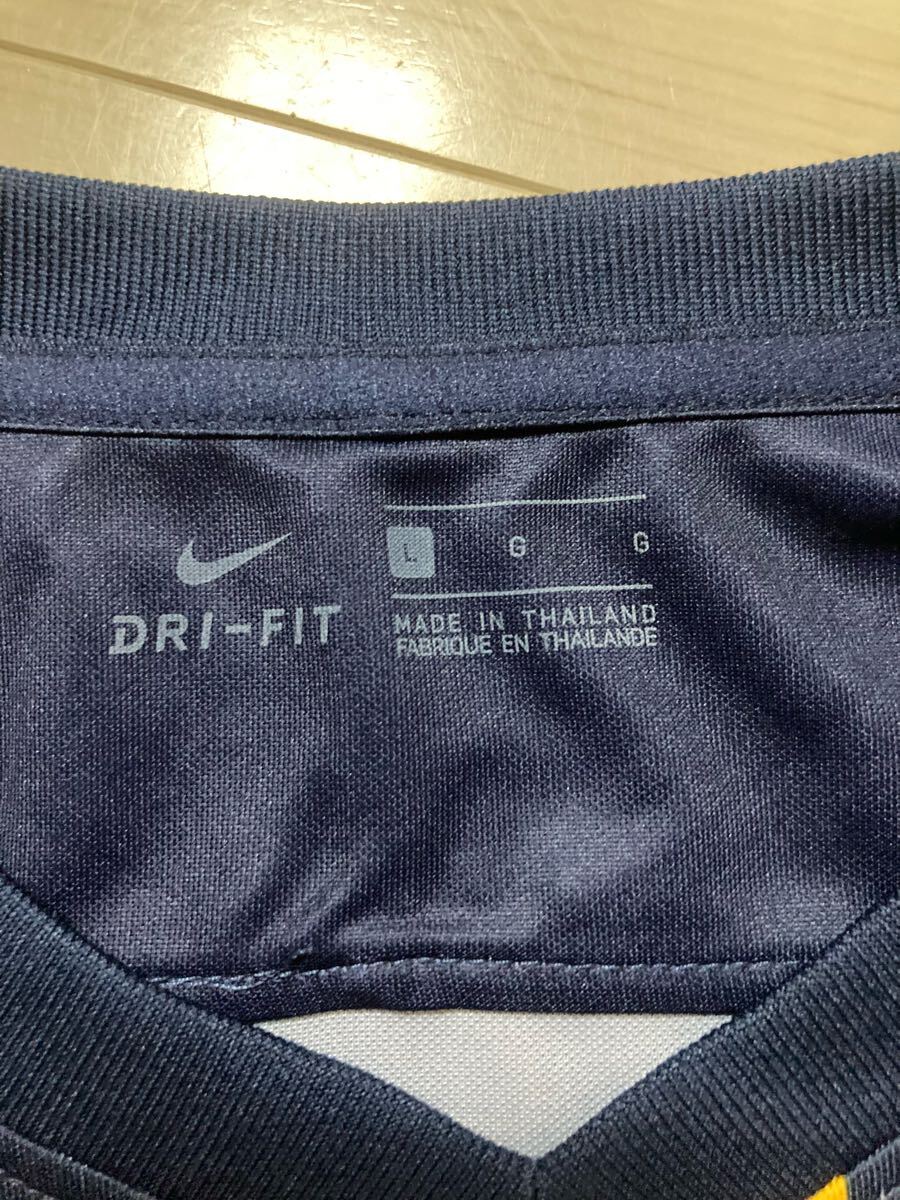 DRI-FIT
L G G
MADE IN THAILAND
FABRIQUE EN THAILANDE